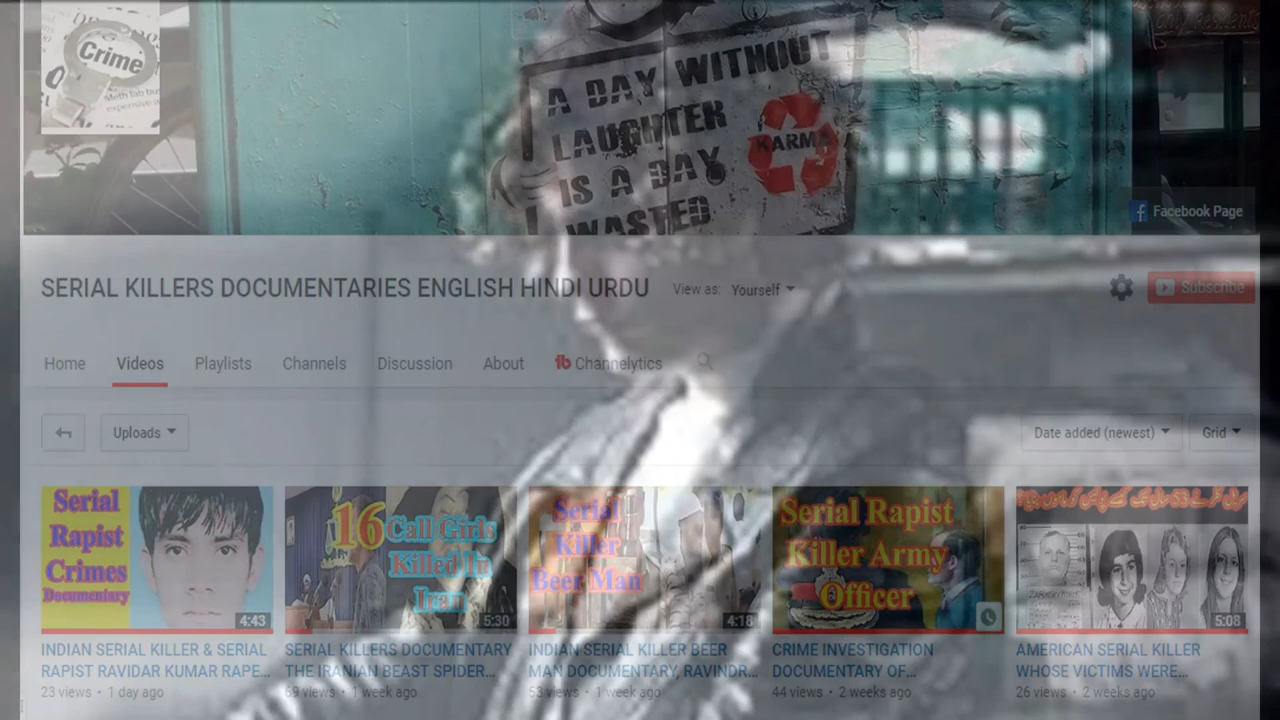 Crime
Meth lab bu
expensive a
A DAY WITHOUT
LAUGHTER
IS A DAY
WASTED
KARMA
Facebook Page
SERIAL KILLERS DOCUMENTARIES ENGLISH HINDI URDU
View as: Yourself
Subscribe
Home Videos Playlists Channels Discussion About Channelytics
Uploads
Date added (newest)
Grid
Serial
Rapist
Crimes
Documentary
4:43
16 Call Girls
Killed In
Iran
5:30
Serial
Killer
Beer Man
4:18
Serial Rapist
Killer Army
Officer
5:08
INDIAN SERIAL KILLER & SERIAL
RAPIST RAVIDAR KUMAR RAPE...
23 views • 1 day ago
SERIAL KILLERS DOCUMENTARY
THE IRANIAN BEAST SPIDER...
69 views • 1 week ago
INDIAN SERIAL KILLER BEER
MAN DOCUMENTARY, RAVINDR...
53 views • 1 week ago
CRIME INVESTIGATION
DOCUMENTARY OF...
44 views • 2 weeks ago
AMERICAN SERIAL KILLER
WHOSE VICTIMS WERE...
26 views • 2 weeks ago